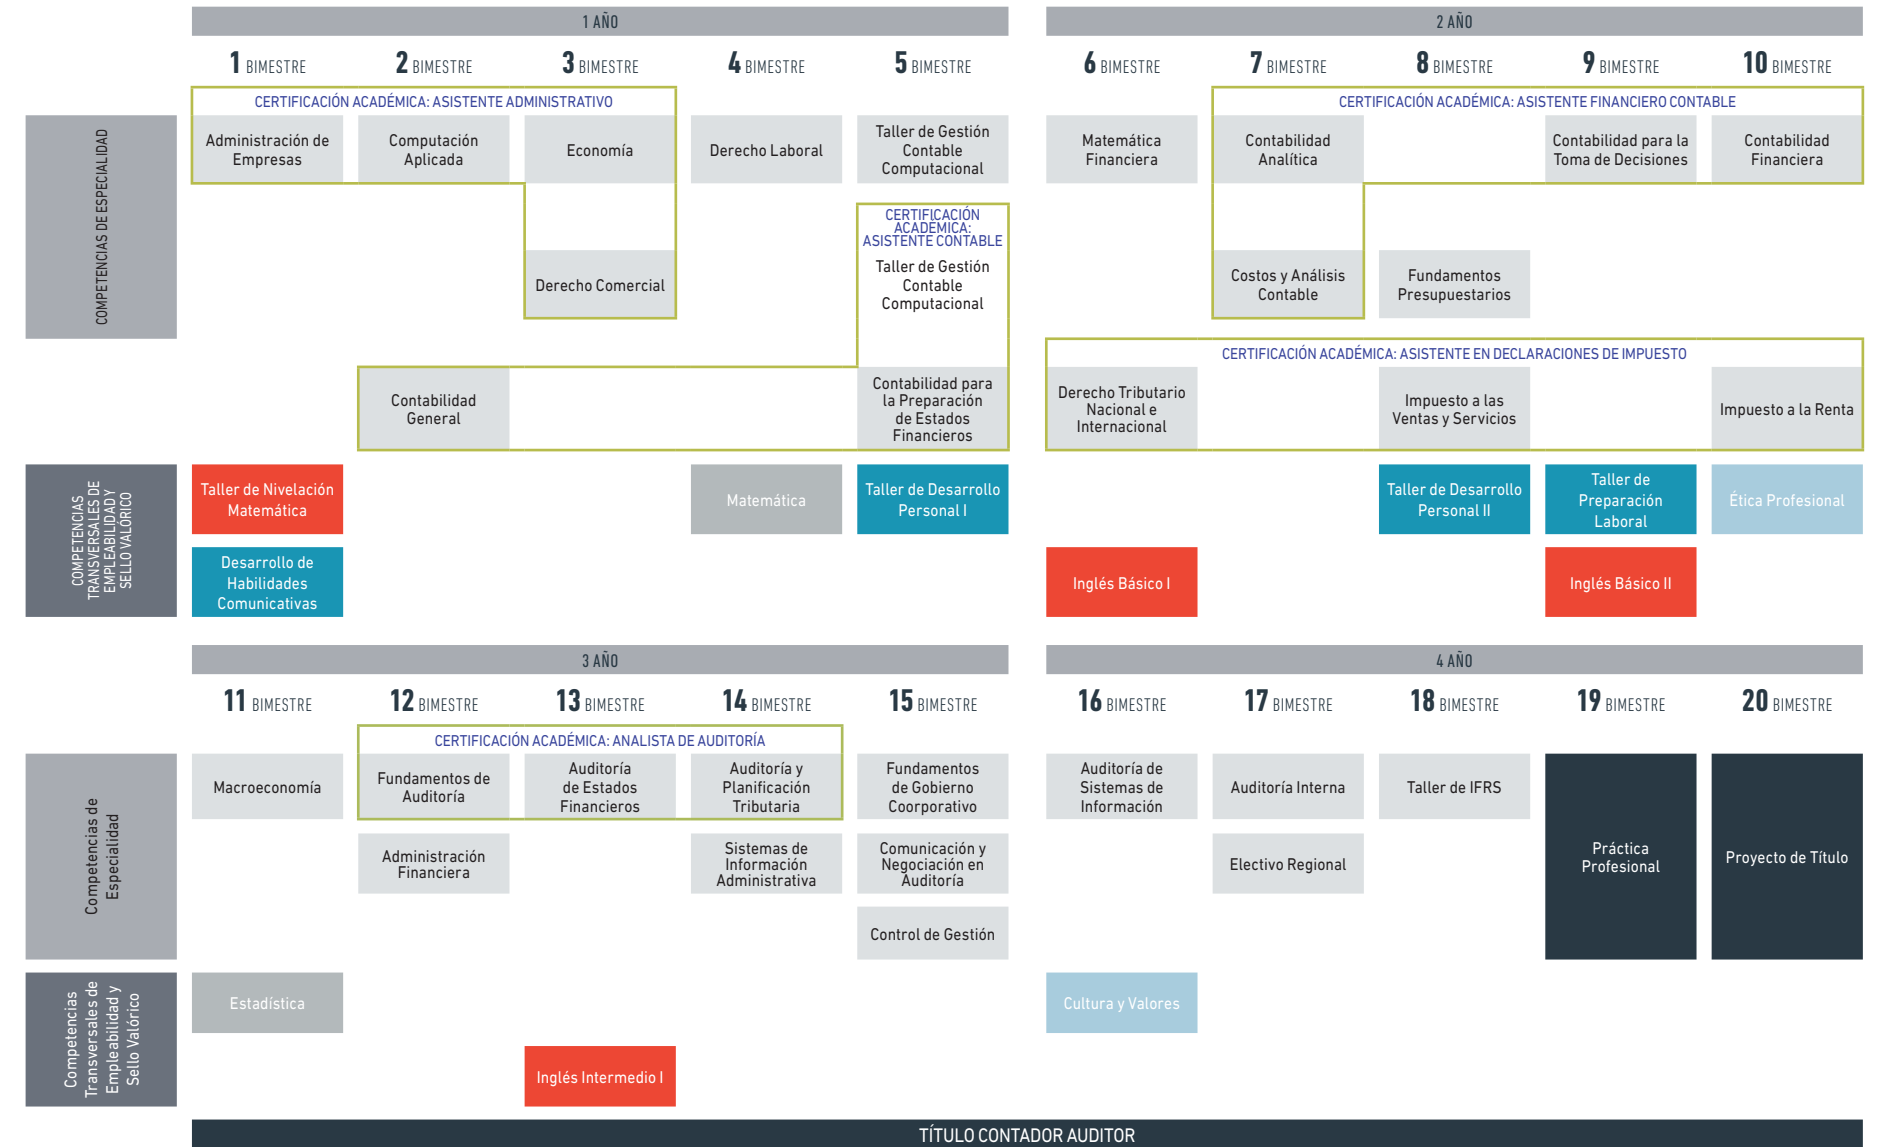 1 AÑO
2 AÑO
1 BIMESTRE
2 BIMESTRE
3 BIMESTRE
4 BIMESTRE
5 BIMESTRE
6 BIMESTRE
7 BIMESTRE
8 BIMESTRE
9 BIMESTRE
10 BIMESTRE
CERTIFICACIÓN ACADÉMICA: ASISTENTE ADMINISTRATIVO
CERTIFICACIÓN ACADÉMICA: ASISTENTE FINANCIERO CONTABLE
COMPETENCIAS DE ESPECIALIDAD
Administración de
Empresas
Computación
Aplicada
Economía
Derecho Laboral
Taller de Gestión
Contable
Computacional
Matemática
Financiera
Contabilidad
Analítica
Contabilidad para la
Toma de Decisiones
Contabilidad
Financiera
CERTIFICACIÓN
ACADÉMICA:
ASISTENTE CONTABLE
Taller de Gestión
Contable
Computacional
Derecho Comercial
Costos y Análisis
Contable
Fundamentos
Presupuestarios
CERTIFICACIÓN ACADÉMICA: ASISTENTE EN DECLARACIONES DE IMPUESTO
Contabilidad
General
Contabilidad para
la Preparación
de Estados
Financieros
Derecho Tributario
Nacional e
Internacional
Impuesto a las
Ventas y Servicios
Impuesto a la Renta
COMPETENCIAS
TRANSVERSALES DE
EMPLEABILIDAD Y
SELLO VALÓRICO
Taller de Nivelación
Matemática
Matemática
Taller de Desarrollo
Personal I
Taller de Desarrollo
Personal II
Taller de
Preparación
Laboral
Ética Profesional
Desarrollo de
Habilidades
Comunicativas
Inglés Básico I
Inglés Básico II
3 AÑO
4 AÑO
11 BIMESTRE
12 BIMESTRE
13 BIMESTRE
14 BIMESTRE
15 BIMESTRE
16 BIMESTRE
17 BIMESTRE
18 BIMESTRE
19 BIMESTRE
20 BIMESTRE
CERTIFICACIÓN ACADÉMICA: ANALISTA DE AUDITORÍA
Competencias de
Especialidad
Macroeconomía
Fundamentos de
Auditoría
Auditoría
de Estados
Financieros
Auditoría y
Planificación
Tributaria
Fundamentos
de Gobierno
Coorporativo
Auditoría de
Sistemas de
Información
Auditoría Interna
Taller de IFRS
Práctica
Profesional
Proyecto de Título
Administración
Financiera
Sistemas de
Información
Administrativa
Comunicación y
Negociación en
Auditoría
Electivo Regional
Control de Gestión
Competencias
Transversales de
Empleabilidad y
Sello Valórico
Estadística
Cultura y Valores
Inglés Intermedio I
TÍTULO CONTADOR AUDITOR